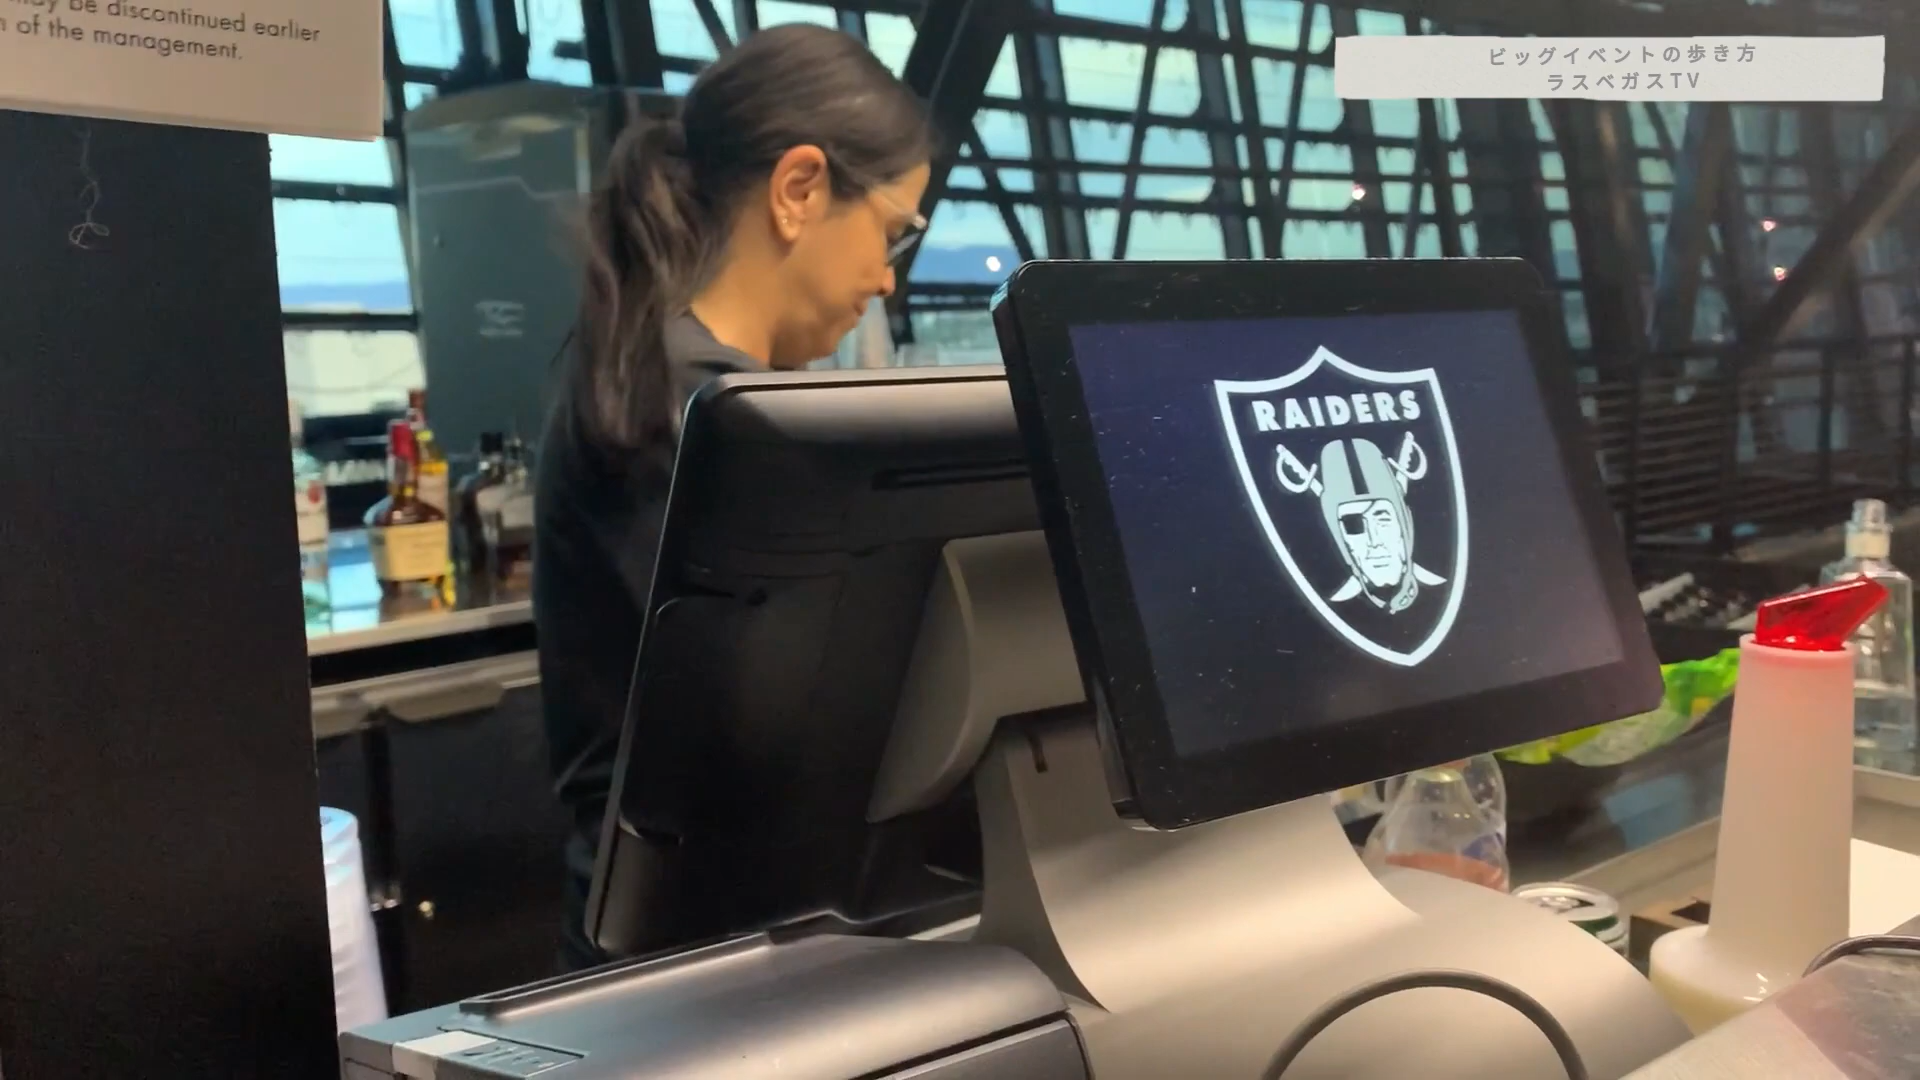 may be discontinued earlier
of the management.
ビッグイベントの歩き方
ラスベガスTV
RAIDERS